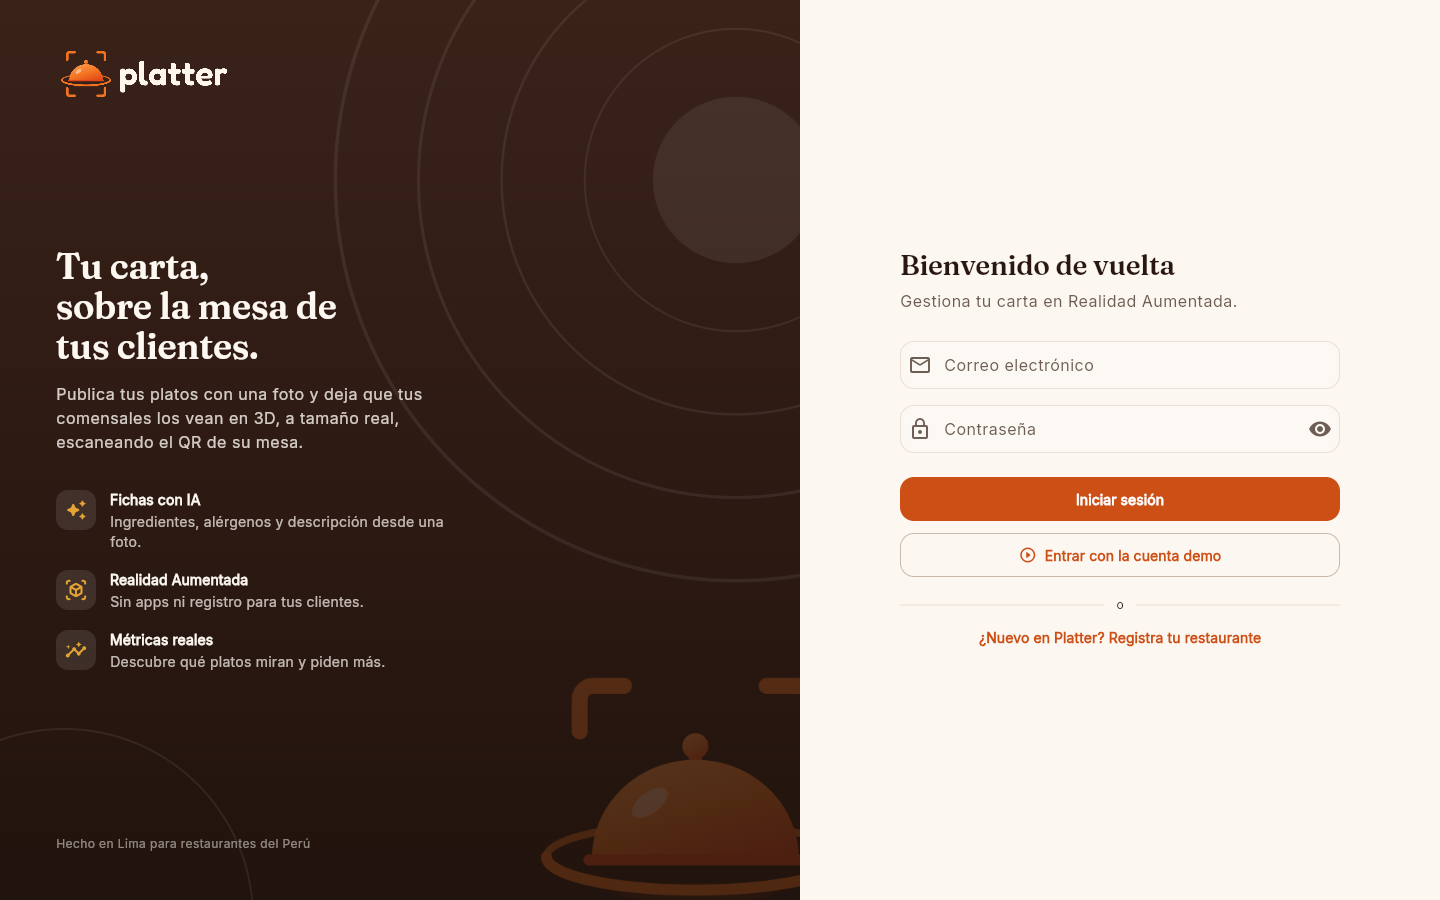 platter
Tu carta,
sobre la mesa de
tus clientes.
Publica tus platos con una foto y deja que tus
comensales los vean en 3D, a tamaño real,
escaneando el QR de su mesa.
Fichas con IA
Ingredientes, alérgenos y descripción desde una
foto.
Realidad Aumentada
Sin apps ni registro para tus clientes.
Métricas reales
Descubre qué platos miran y piden más.
Hecho en Lima para restaurantes del Perú
Bienvenido de vuelta
Gestiona tu carta en Realidad Aumentada.
Correo electrónico
Contraseña
Iniciar sesión
Entrar con la cuenta demo
o
¿Nuevo en Platter? Registra tu restaurante